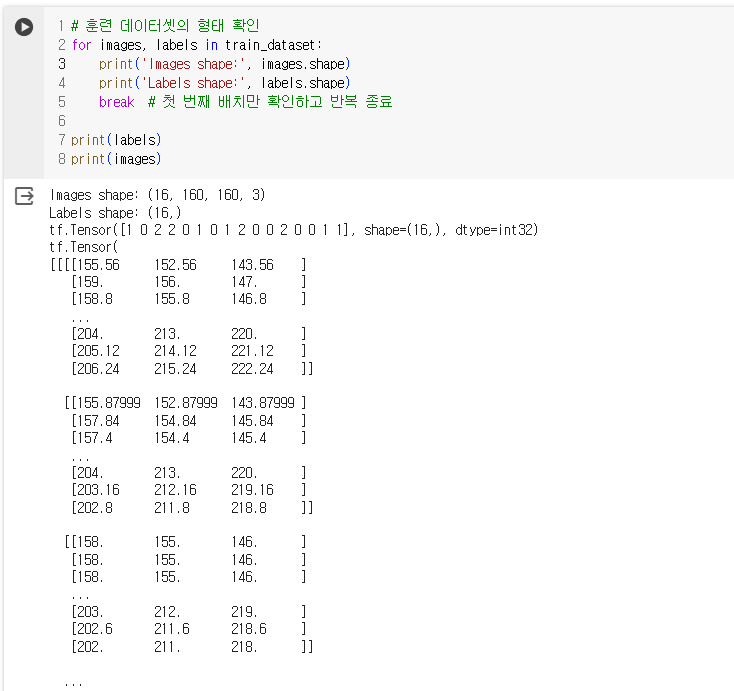 1 # 훈련 데이터셋의 형태 확인
2 for images, labels in train_dataset:
3     print('Images shape:', images.shape)
4     print('Labels shape:', labels.shape)
5     break  # 첫 번째 배치만 확인하고 반복 종료
6
7 print(labels)
8 print(images)
Images shape: (16, 160, 160, 3)
Labels shape: (16,)
tf.Tensor([1 0 2 2 0 1 0 1 2 0 0 2 0 0 1 1], shape=(16,), dtype=int32)
tf.Tensor(
[[[[155.56     152.56     143.56    ]
   [159.       156.       147.      ]
   [158.8      155.8      146.8     ]
   ...
   [204.       213.       220.      ]
   [205.12     214.12     221.12    ]
   [206.24     215.24     222.24    ]]

  [[155.87999  152.87999  143.87999 ]
   [157.84     154.84     145.84    ]
   [157.4      154.4      145.4     ]
   ...
   [204.       213.       220.      ]
   [203.16     212.16     219.16    ]
   [202.8      211.8      218.8     ]]

  [[158.       155.       146.      ]
   [158.       155.       146.      ]
   [158.       155.       146.      ]
   ...
   [203.       212.       219.      ]
   [202.6      211.6      218.6     ]
   [202.       211.       218.      ]]

  ...